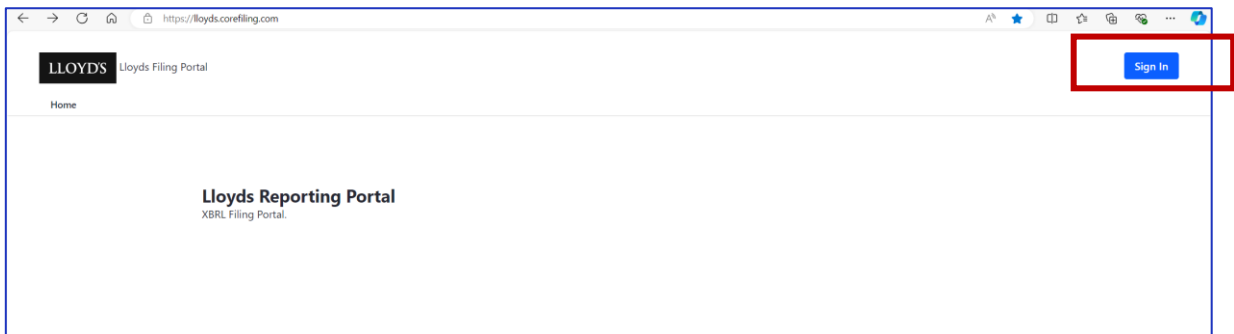 https://lloyds.corefiling.com
LLOYD'S Lloyds Filing Portal
Sign In
Home
Lloyds Reporting Portal
XBRL Filing Portal.